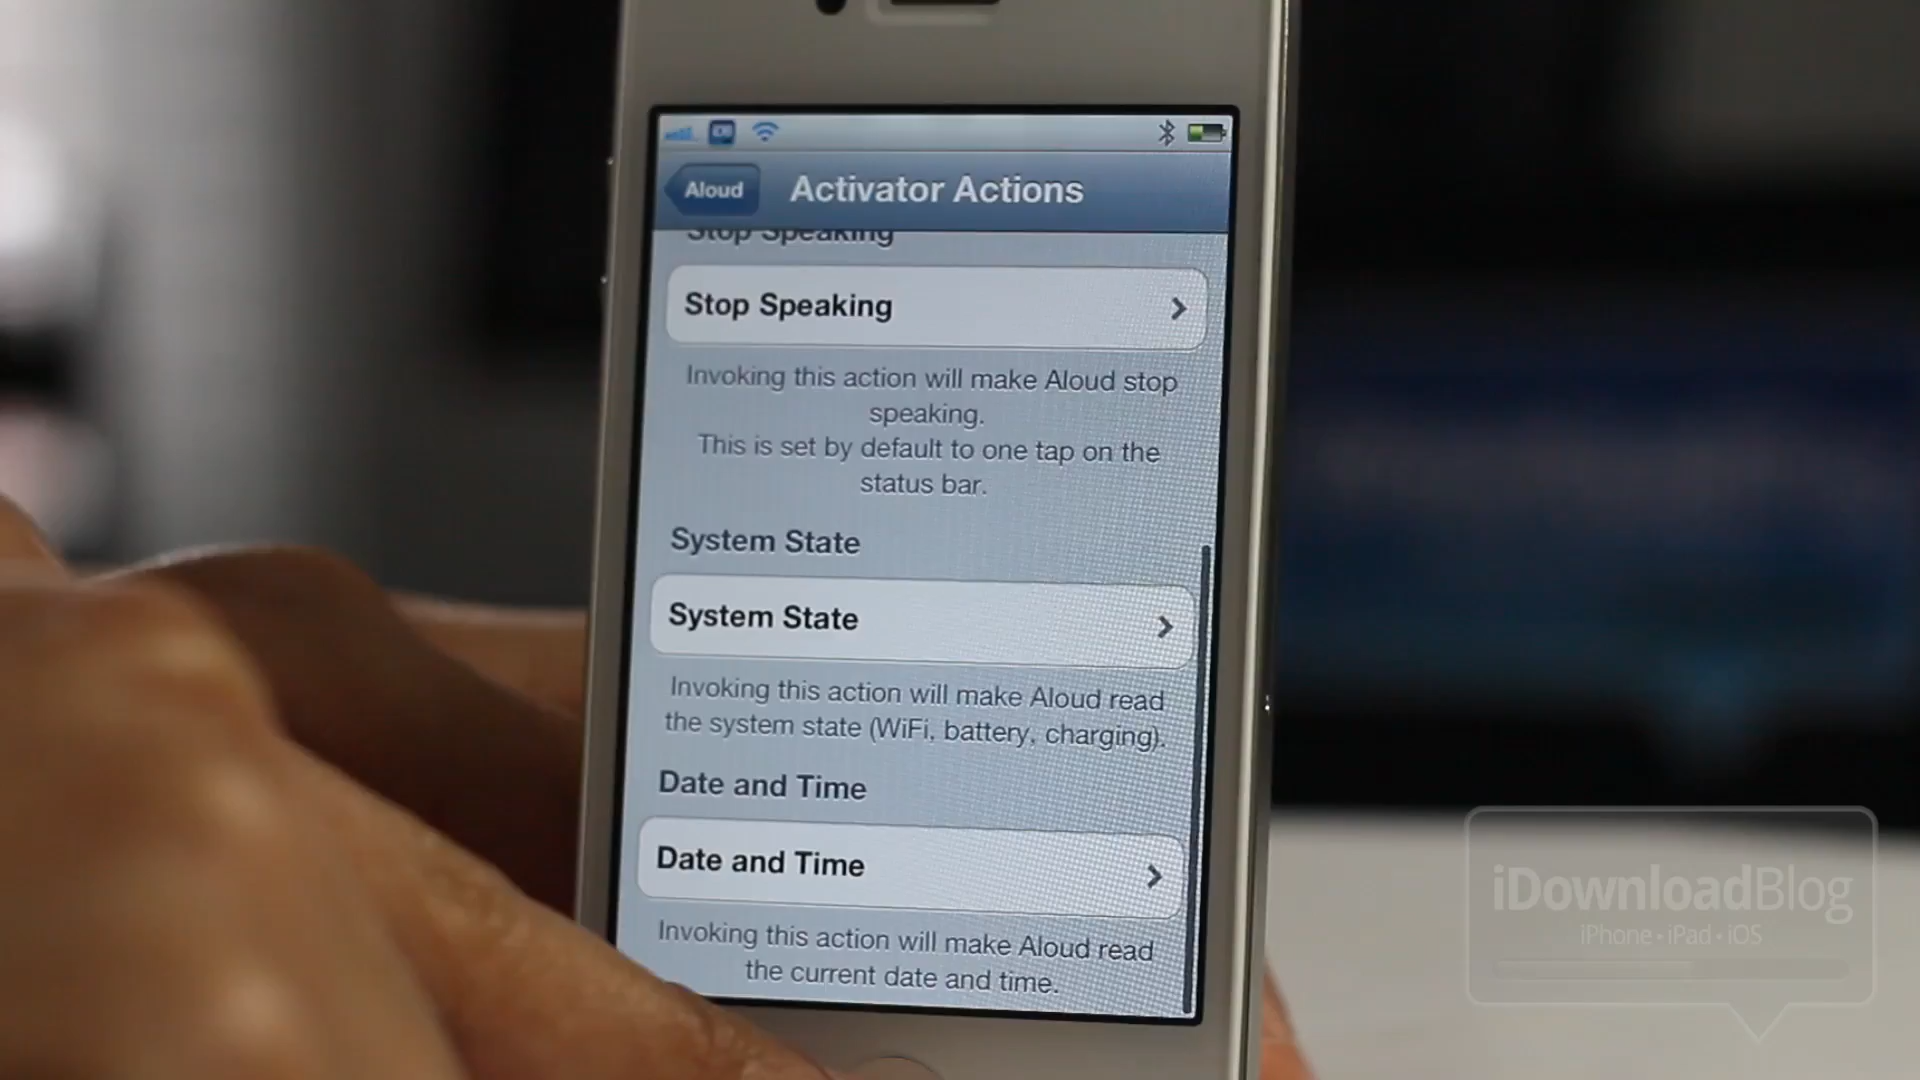 Aloud
Activator Actions
Stop Speaking
Stop Speaking
Invoking this action will make Aloud stop
speaking.
This is set by default to one tap on the
status bar.
System State
System State
Invoking this action will make Aloud read
the system state (WiFi, battery, charging).
Date and Time
Date and Time
Invoking this action will make Aloud read
the current date and time.
iDownloadBlog
iPhone • iPad • iOS